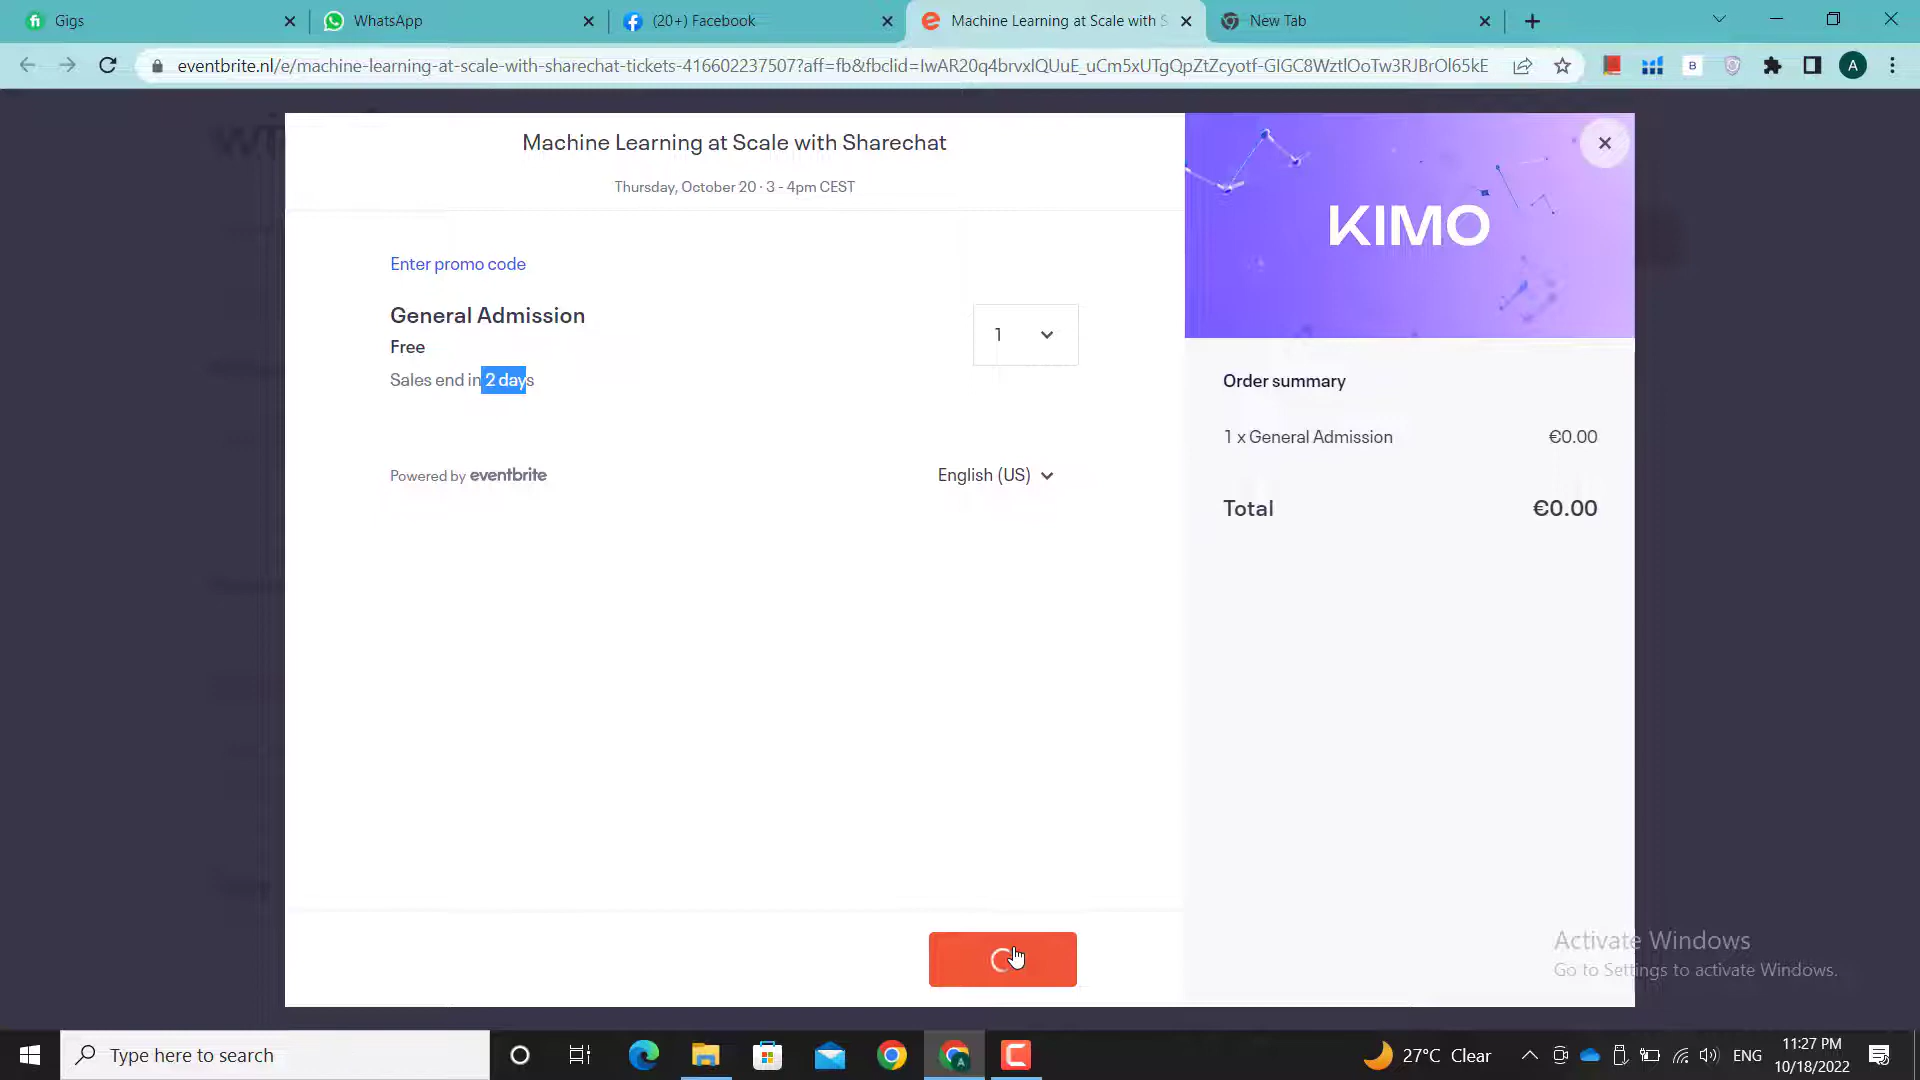 Gigs
WhatsApp
(20+) Facebook
Machine Learning at Scale with S
New Tab
eventbrite.nl/e/machine-learning-at-scale-with-sharechat-tickets-416602237507?aff=fb&fbclid=IwAR20q4brvxIQUuE_uCm5xUTgQpZtZcyotf-GIGC8WztlOoTw3RJBrOl65kE
B
A
Machine Learning at Scale with Sharechat
Thursday, October 20 · 3 - 4pm CEST
KIMO
Enter promo code
General Admission
Free
Sales end in 2 days
1
Powered by eventbrite
English (US)
Order summary
1 x General Admission €0.00
Total €0.00
Activate Windows
Go to Settings to activate Windows.
Type here to search
27°C Clear
ENG
11:27 PM
10/18/2022